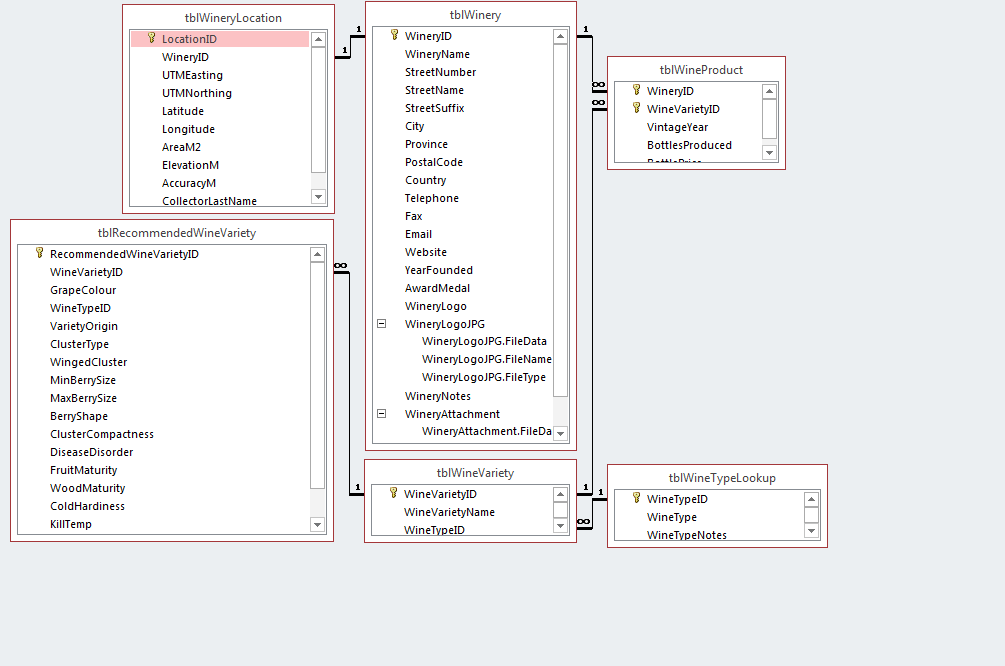 tblWineryLocation
LocationID
WineryID
UTMEasting
UTMNorthing
Latitude
Longitude
AreaM2
ElevationM
AccuracyM
CollectorLastName
tblWinery
WineryID
WineryName
StreetNumber
StreetName
StreetSuffix
City
Province
PostalCode
Country
Telephone
Fax
Email
Website
YearFounded
AwardMedal
WineryLogo
WineryLogoJPG
WineryLogoJPG.FileData
WineryLogoJPG.FileName
WineryLogoJPG.FileType
WineryNotes
WineryAttachment
WineryAttachment.FileDa
tblWineProduct
WineryID
WineVarietyID
VintageYear
BottlesProduced
BottlePrice
tblRecommendedWineVariety
RecommendedWineVarietyID
WineVarietyID
GrapeColour
WineTypeID
VarietyOrigin
ClusterType
WingedCluster
MinBerrySize
MaxBerrySize
BerryShape
ClusterCompactness
DiseaseDisorder
FruitMaturity
WoodMaturity
ColdHardiness
KillTemp
tblWineVariety
WineVarietyID
WineVarietyName
WineTypeID
tblWineTypeLookup
WineTypeID
WineType
WineTypeNotes
1
1
1
∞
∞
∞
1
1
1
∞